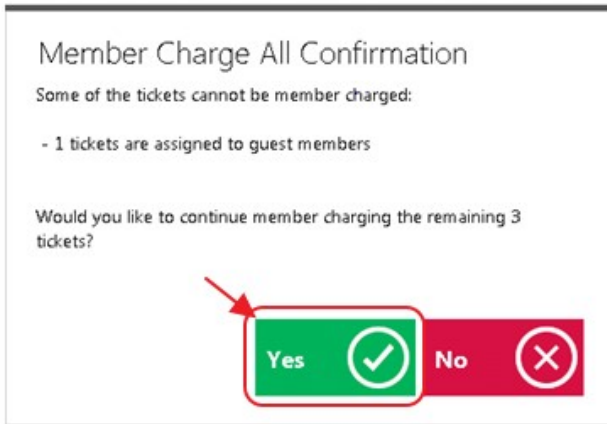 Member Charge All Confirmation
Some of the tickets cannot be member charged:
- 1 tickets are assigned to guest members
Would you like to continue member charging the remaining 3
tickets?
Yes No